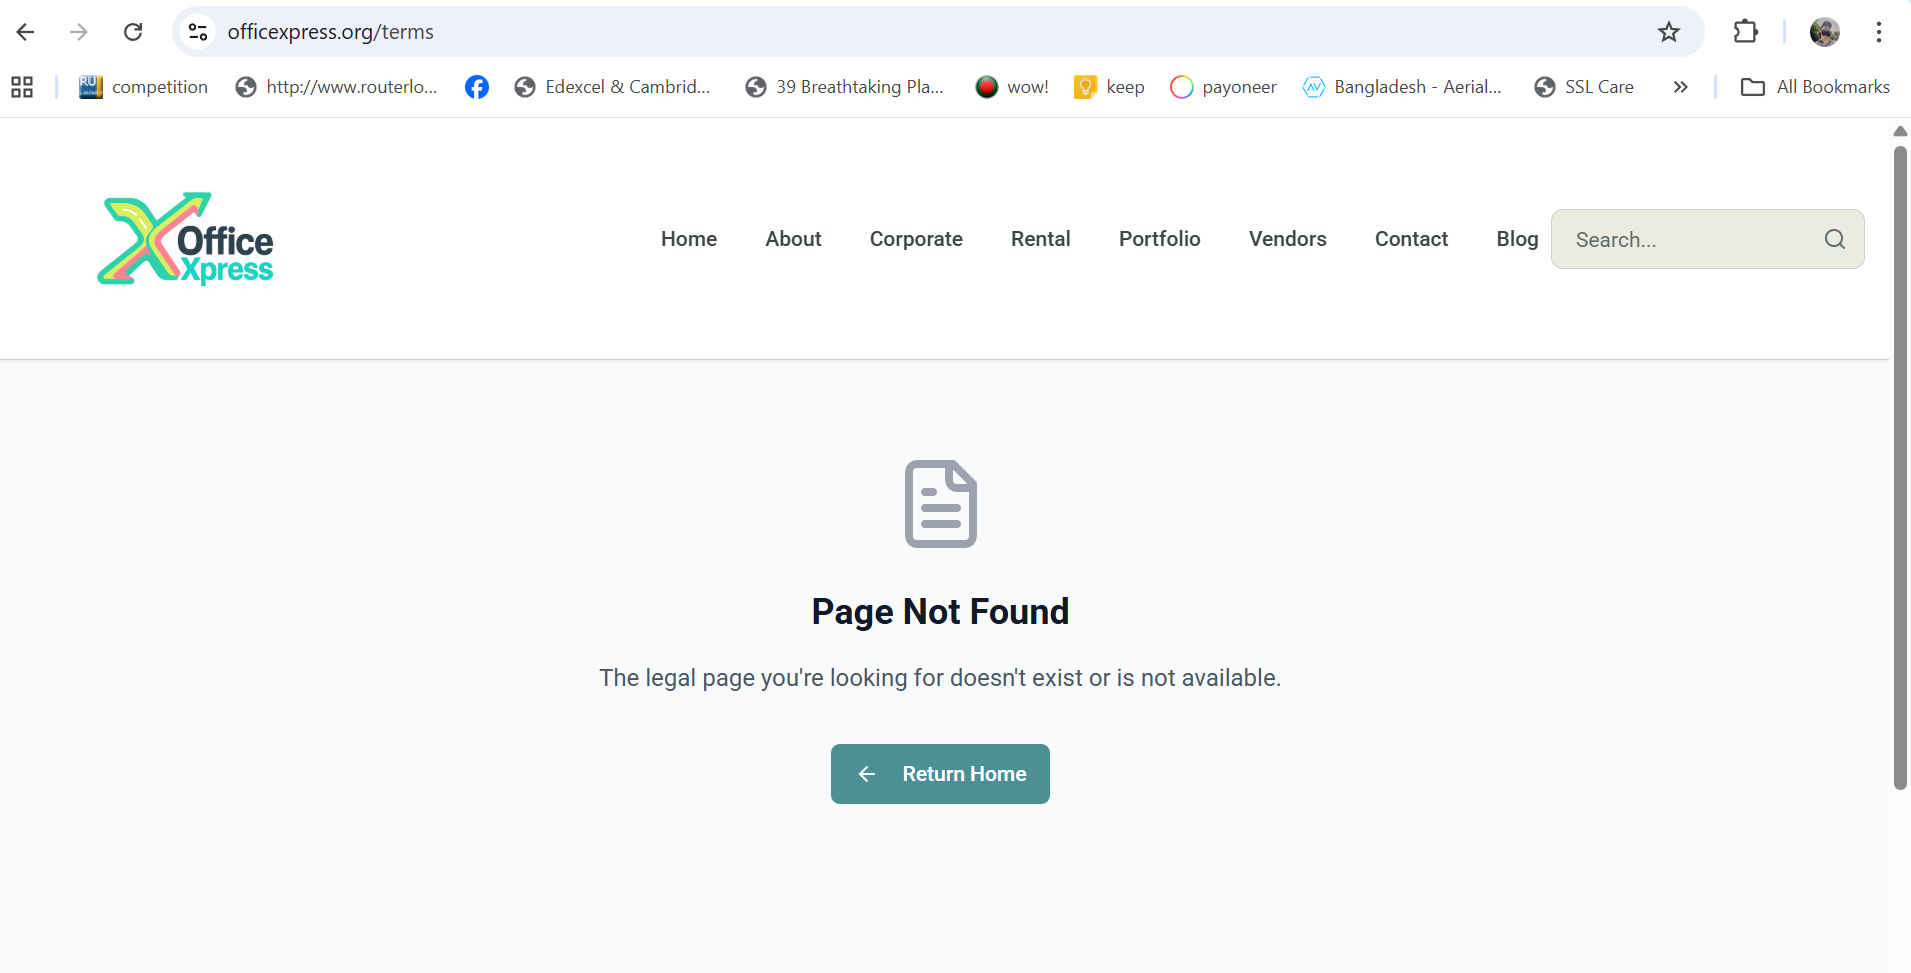 officexpress.org/terms
competition
http://www.routerlo...
Edexcel & Cambrid...
39 Breathtaking Pla...
wow!
keep
payoneer
Bangladesh - Aerial...
SSL Care
All Bookmarks
Office
Xpress
Home
About
Corporate
Rental
Portfolio
Vendors
Contact
Blog
Search...
Page Not Found
The legal page you're looking for doesn't exist or is not available.
Return Home